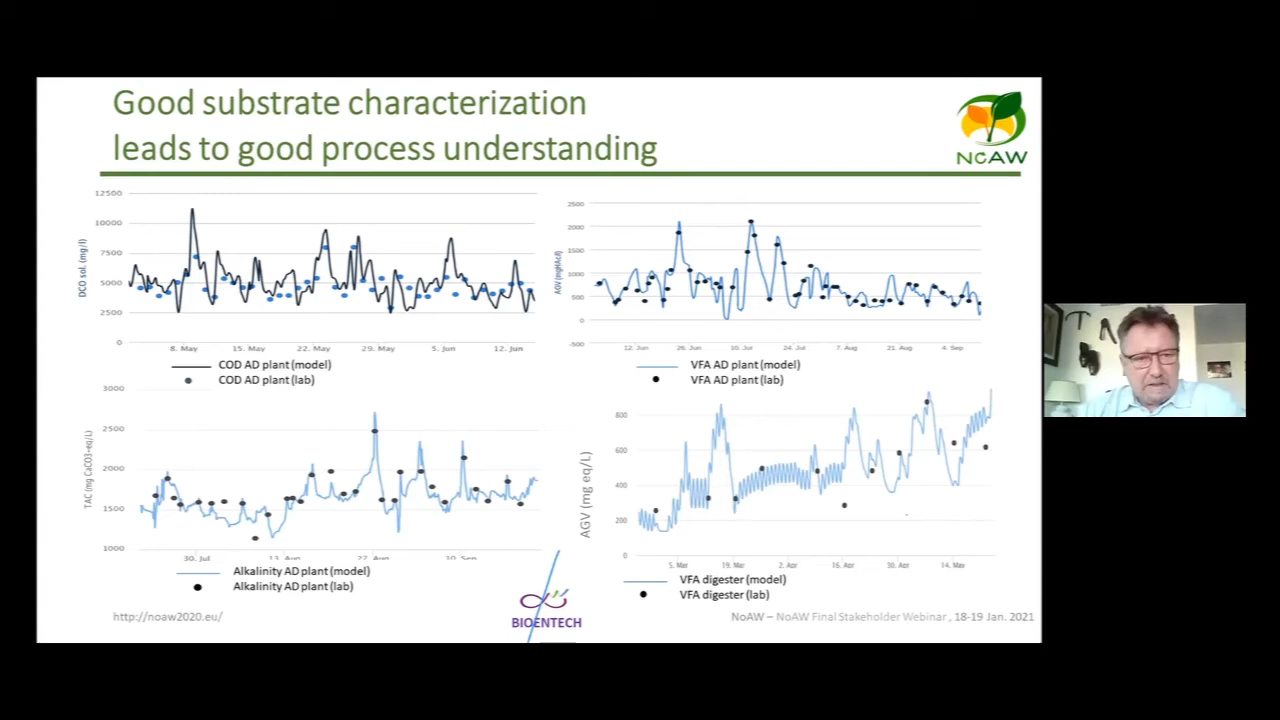 Good substrate characterization
leads to good process understanding
NoAW
12500
10000
7500
5000
2500
0
DCO sol. (mg/l)
8. May
15. May
22. May
29. May
5. Jun
12. Jun
COD AD plant (model)
COD AD plant (lab)
2500
2000
1500
1000
500
0
-500
12. Jun
26. Jun
10. Jul
24. Jul
7. Aug
21. Aug
4. Sep
VFA AD plant (model)
VFA AD plant (lab)
3000
2500
2000
1500
1000
TAC (mg CaCO3-eq/L)
30. Jul
13. Aug
27. Aug
10. Sep
Alkalinity AD plant (model)
Alkalinity AD plant (lab)
800
600
400
200
0
AGV (mg eq/L)
5. Mar
19. Mar
2. Apr
16. Apr
30. Apr
14. May
VFA digester (model)
VFA digester (lab)
http://noaw2020.eu/
BIOENTECH
NoAW – NoAW Final Stakeholder Webinar , 18-19 Jan. 2021